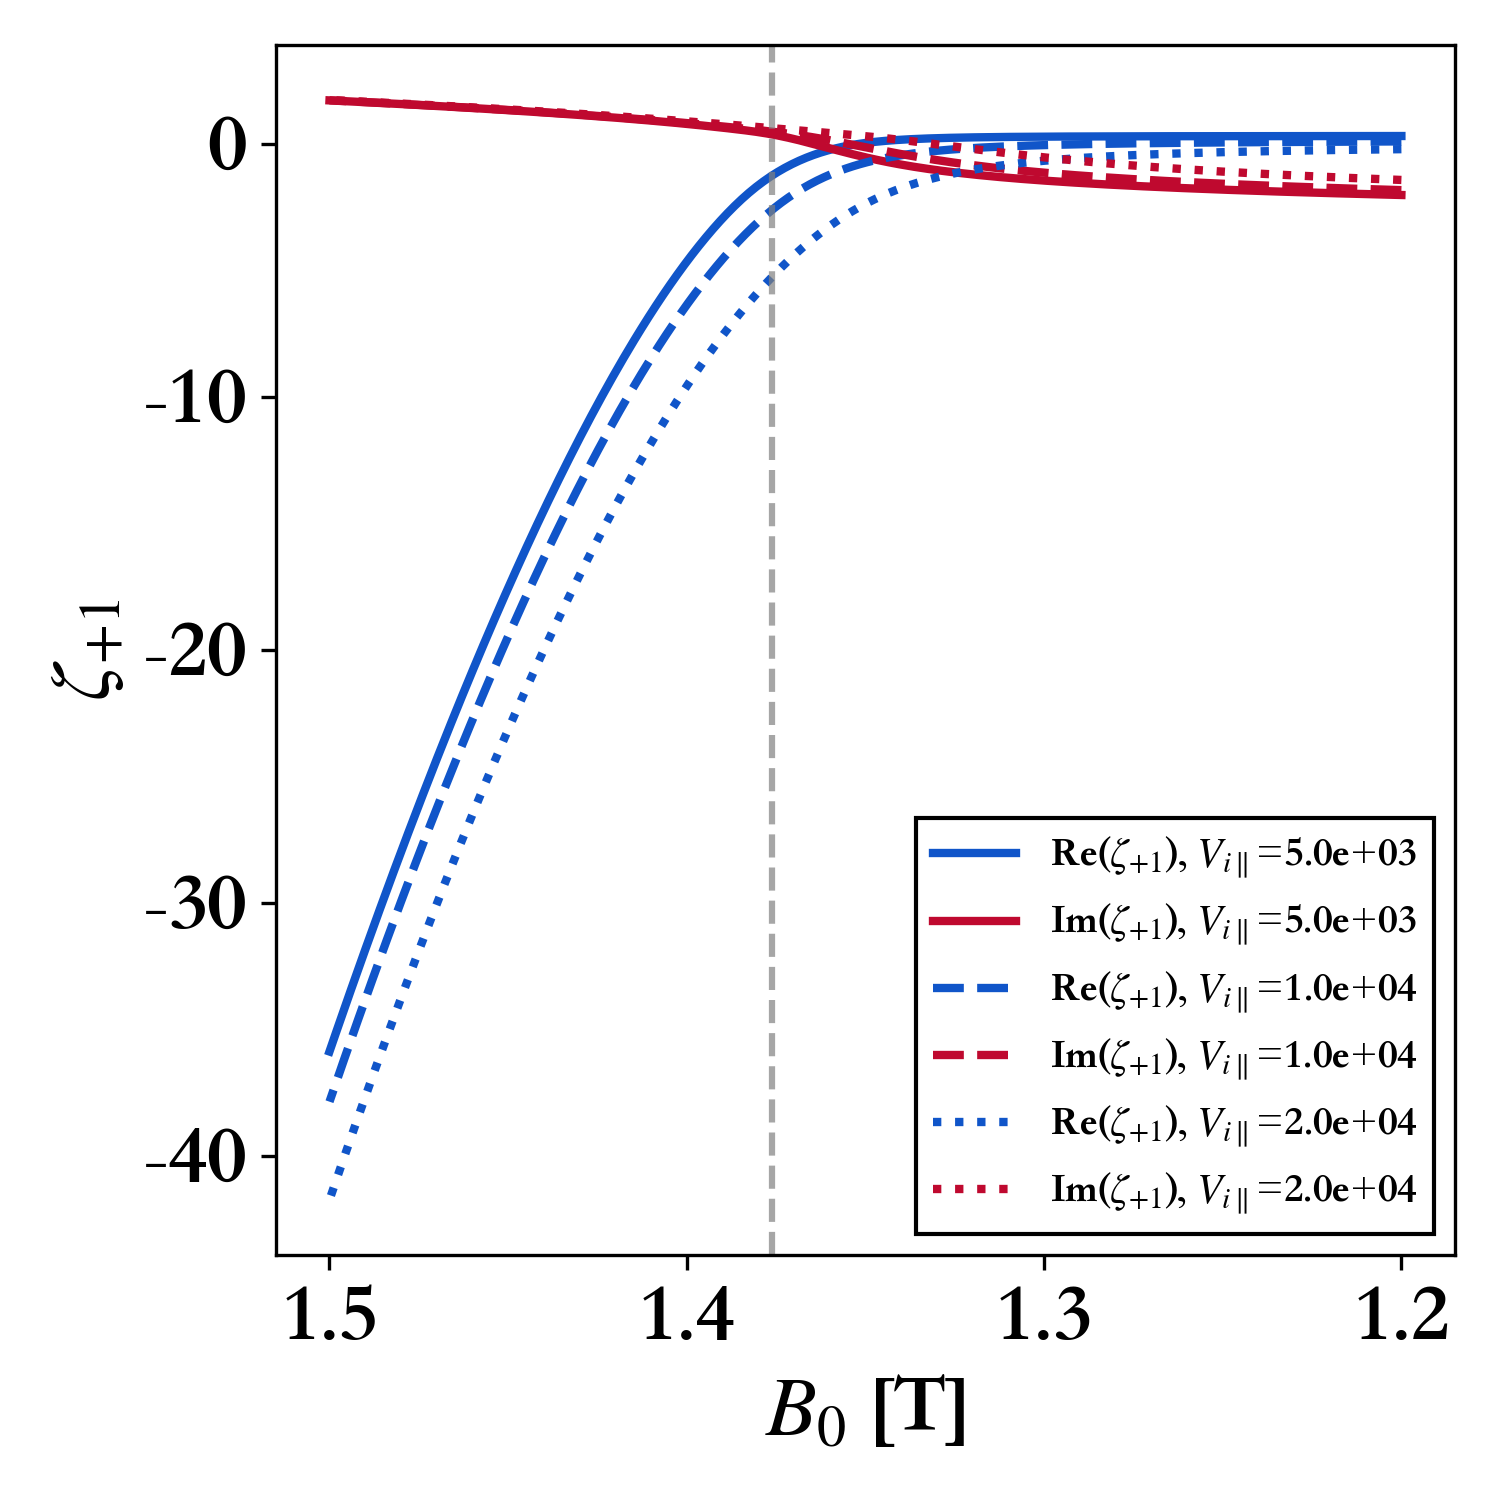 0
-10
-20
-30
-40
ζ₊₁
Re(ζ₊₁), Vᵢ∥=5.0e+03
Im(ζ₊₁), Vᵢ∥=5.0e+03
Re(ζ₊₁), Vᵢ∥=1.0e+04
Im(ζ₊₁), Vᵢ∥=1.0e+04
Re(ζ₊₁), Vᵢ∥=2.0e+04
Im(ζ₊₁), Vᵢ∥=2.0e+04
1.5 1.4 1.3 1.2
B₀ [T]